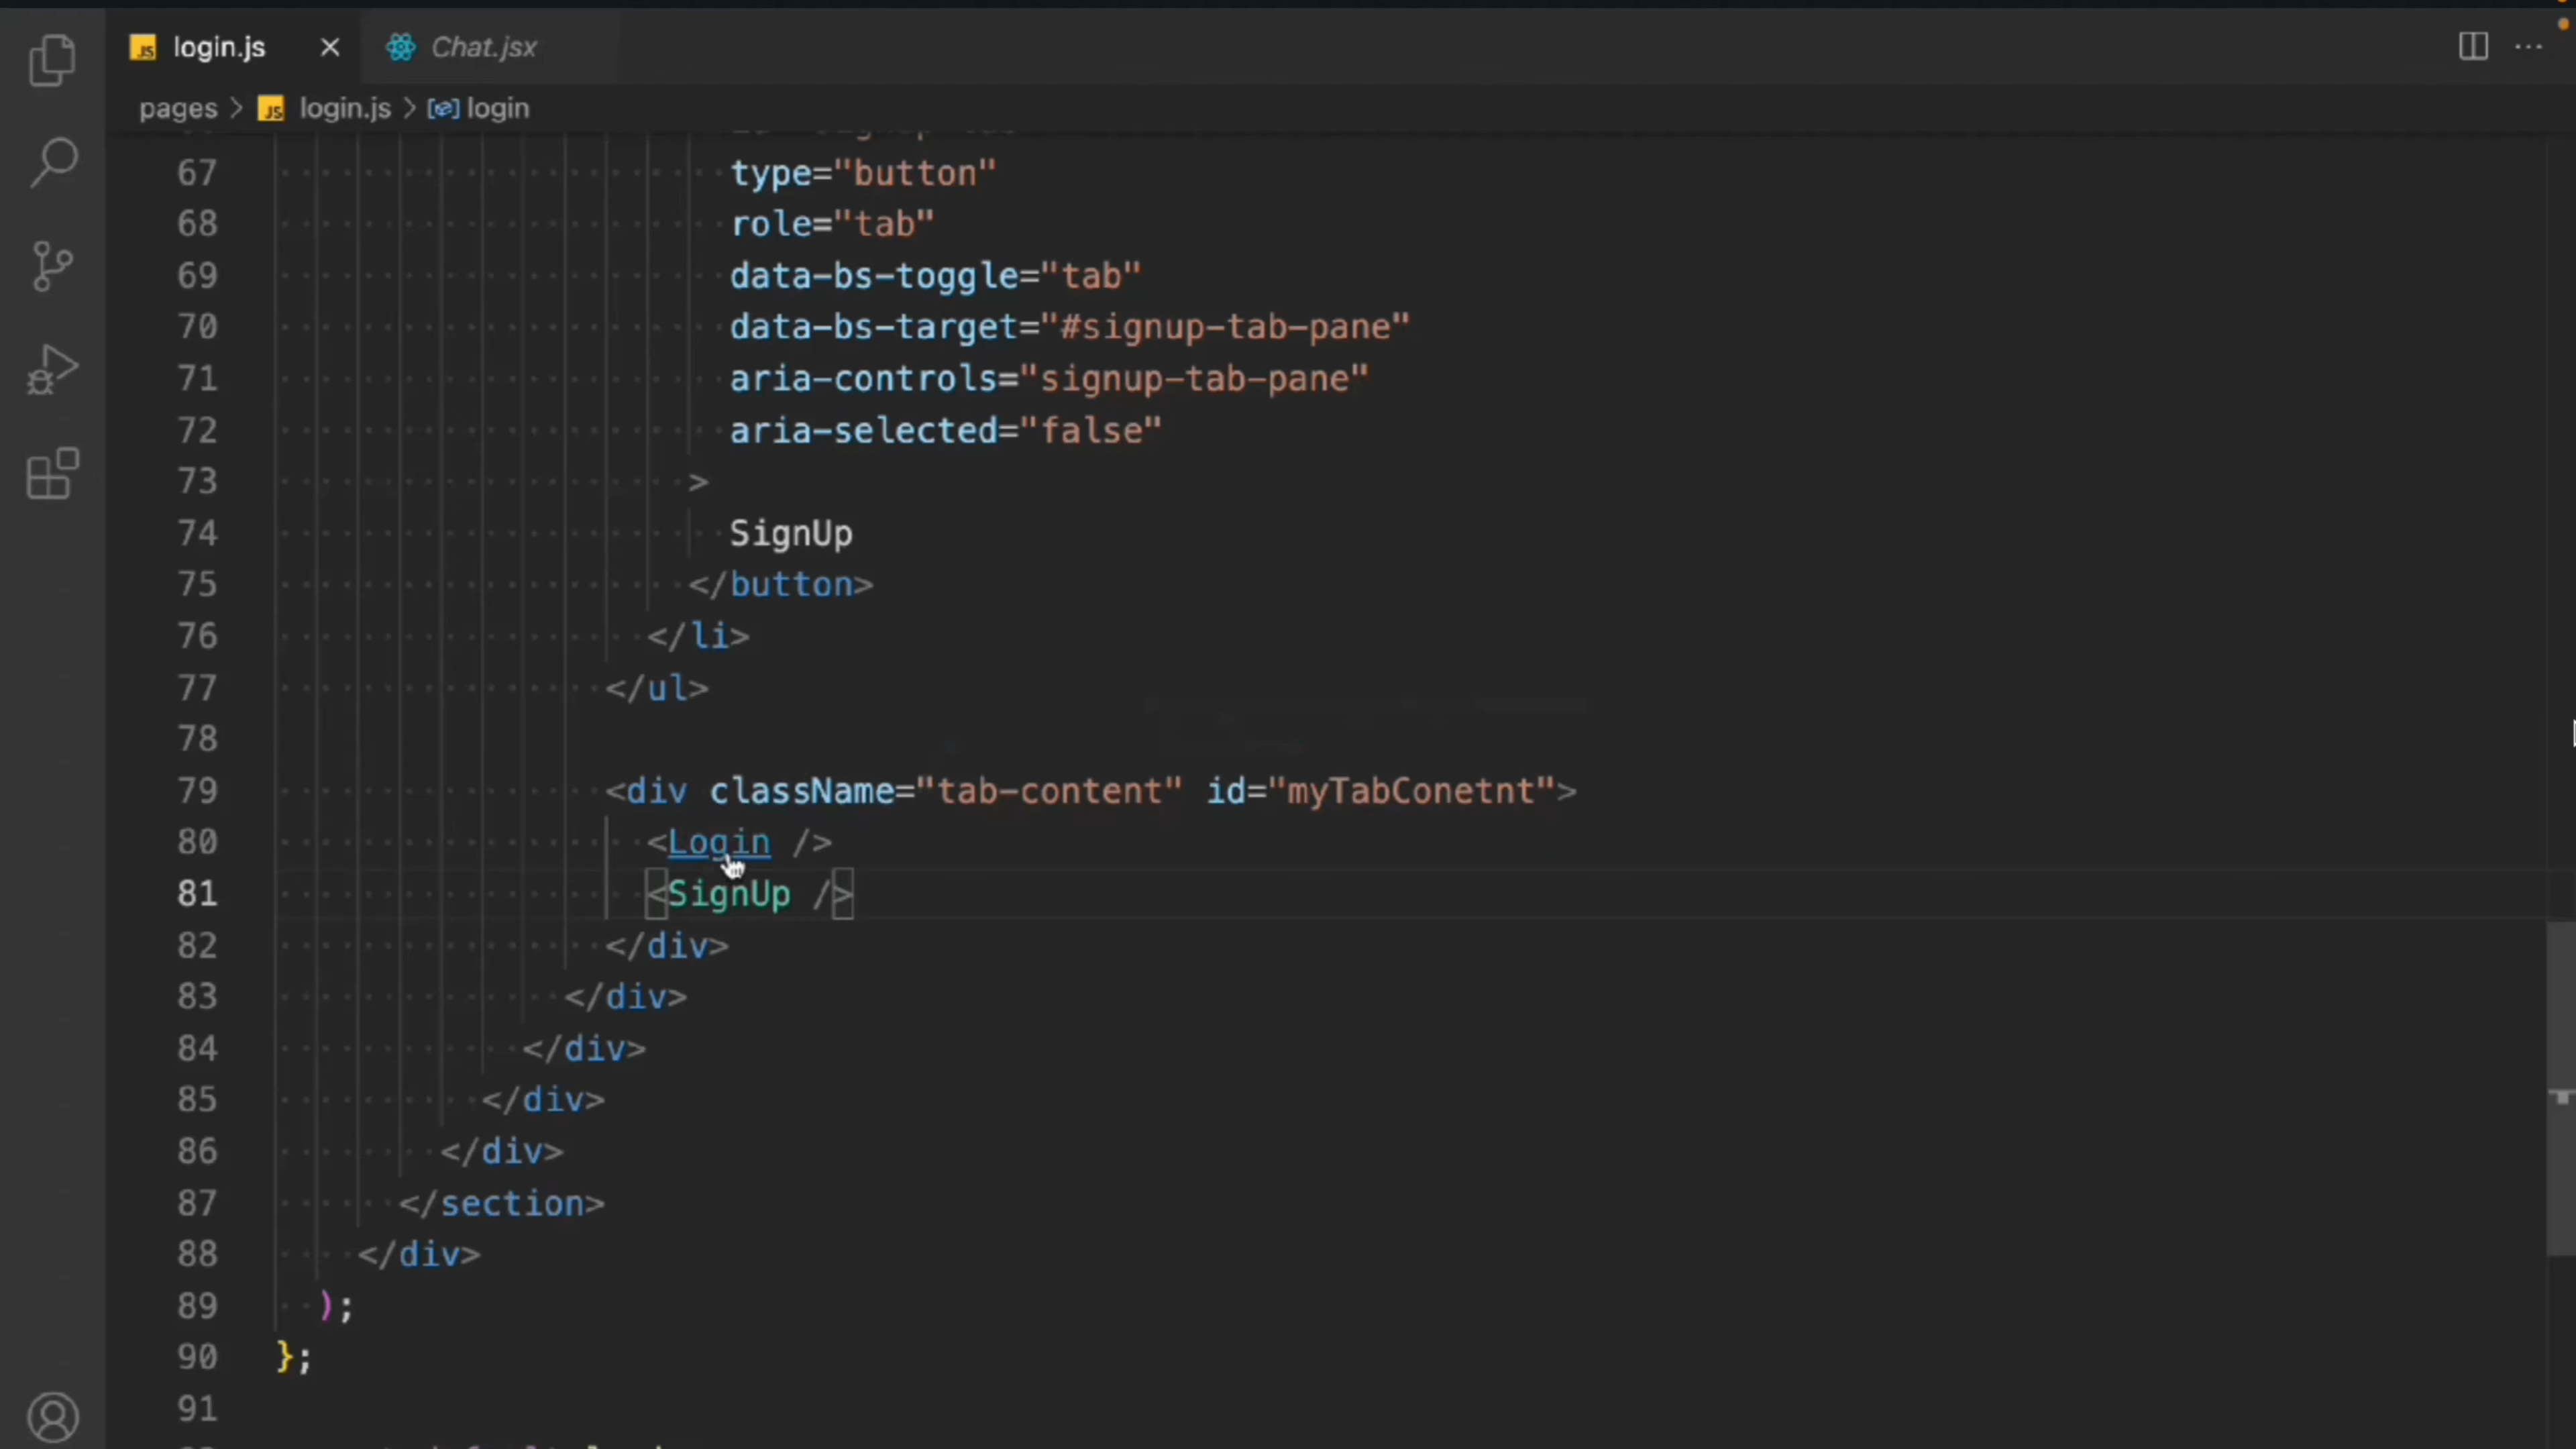 login.js Chat.jsx
pages > login.js > login
67 type="button"
68 role="tab"
69 data-bs-toggle="tab"
70 data-bs-target="#signup-tab-pane"
71 aria-controls="signup-tab-pane"
72 aria-selected="false"
73 >
74 SignUp
75 </button>
76 </li>
77 </ul>
78
79 <div className="tab-content" id="myTabConetnt">
80 <Login />
81 <SignUp />
82 </div>
83 </div>
84 </div>
85 </div>
86 </div>
87 </section>
88 </div>
89 );
90 };
91